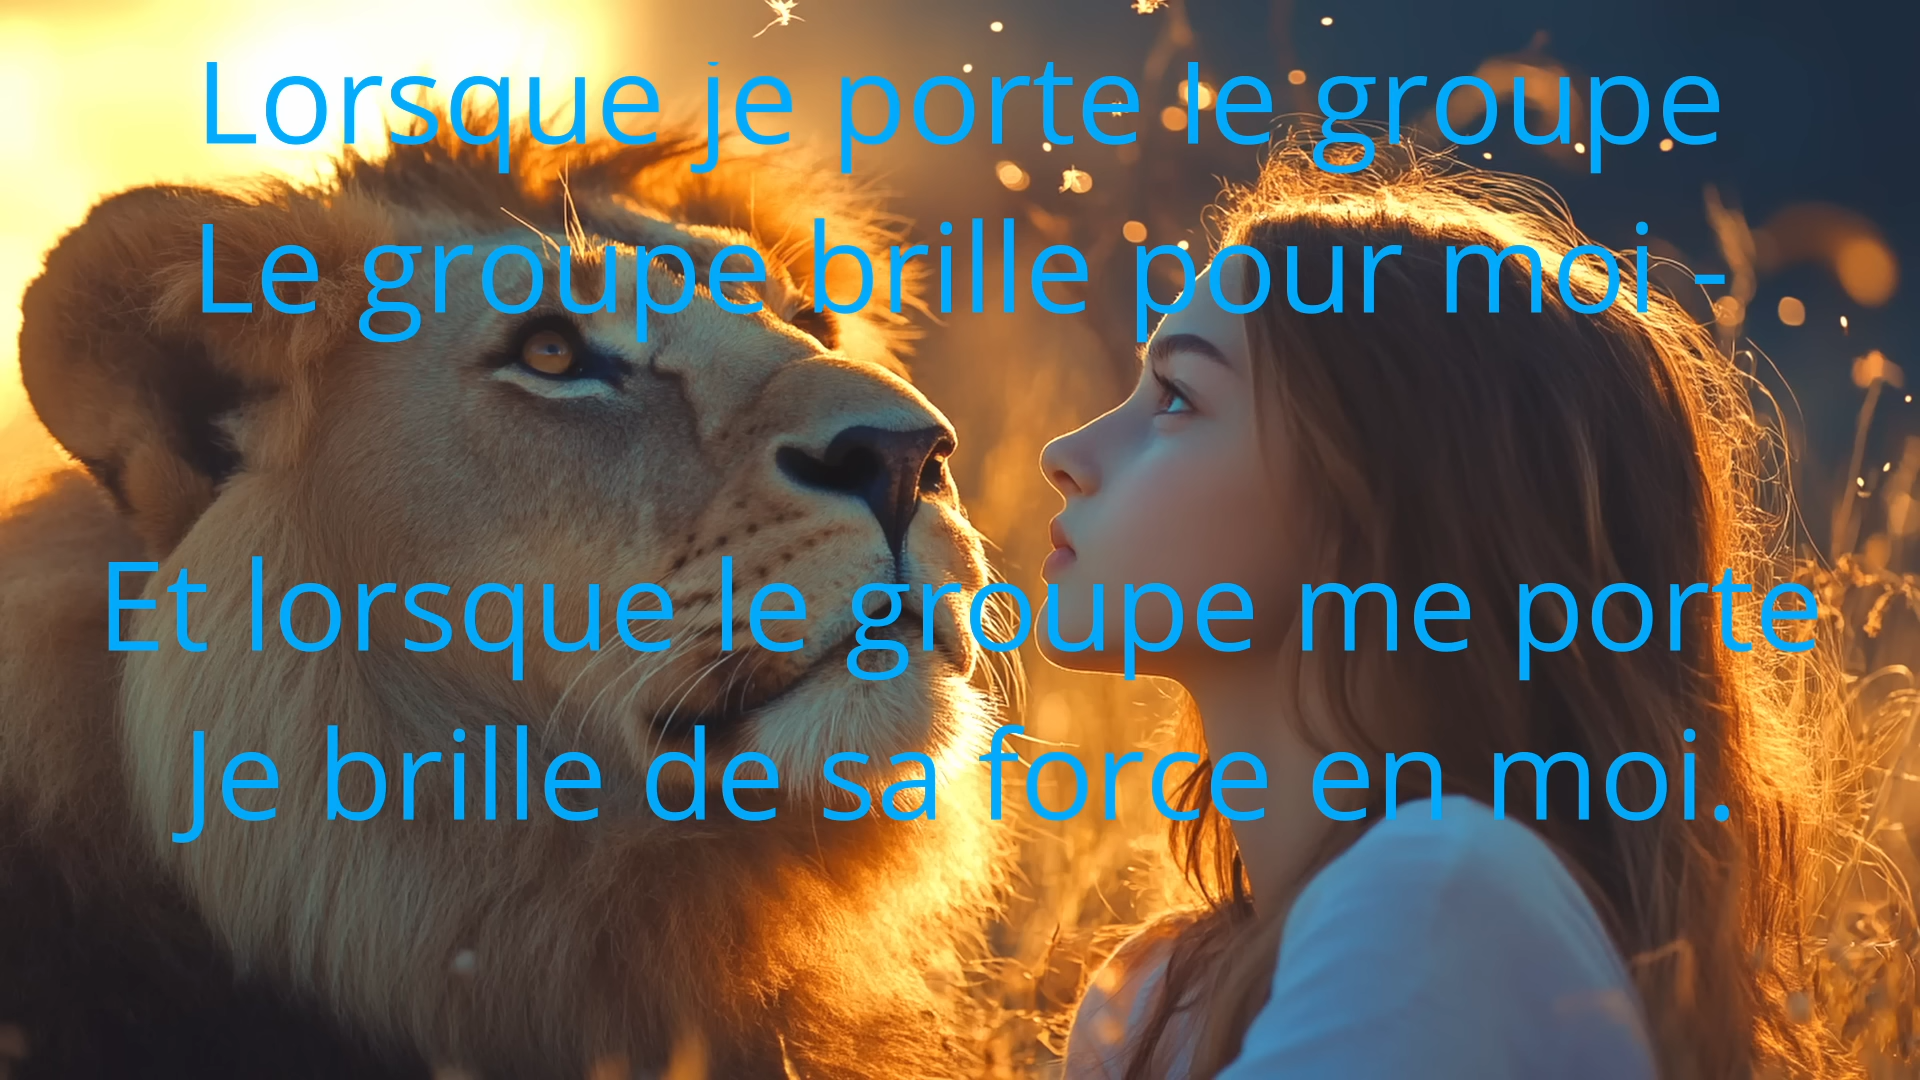 Lorsque je porte le groupe
Le groupe brille pour moi -
Et lorsque le groupe me porte
Je brille de sa force en moi.